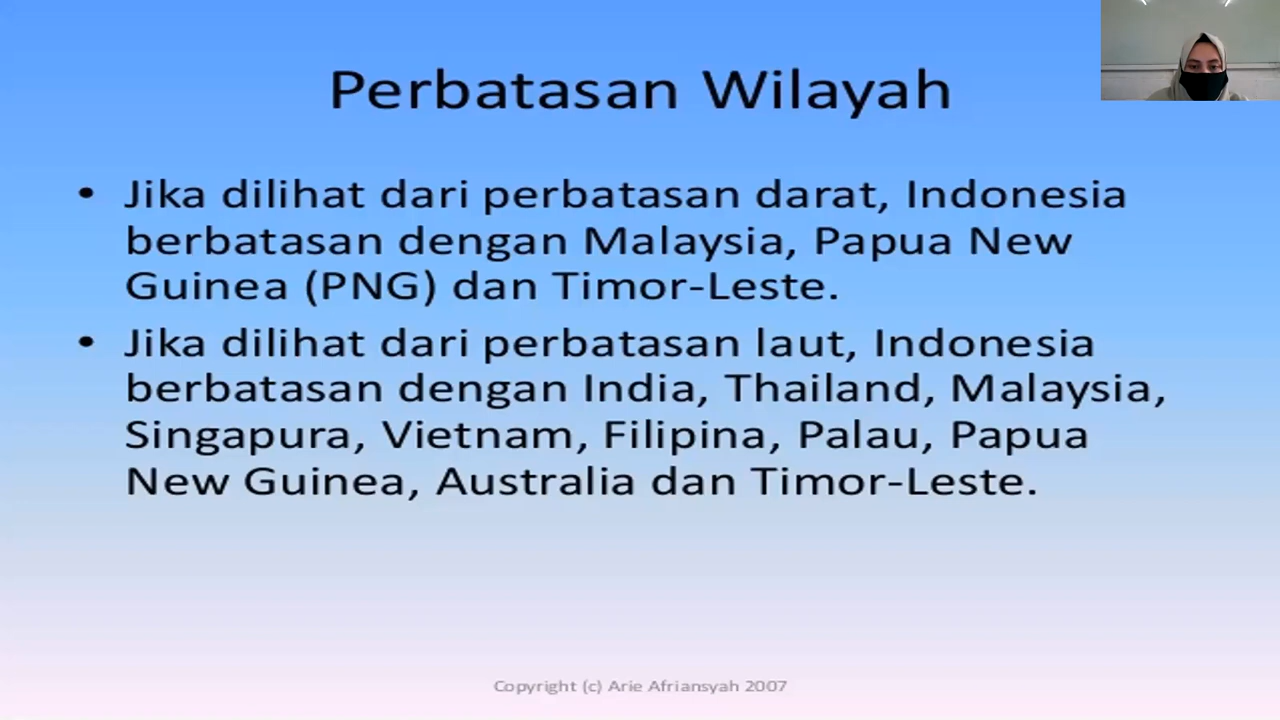 Perbatasan Wilayah
• Jika dilihat dari perbatasan darat, Indonesia
berbatasan dengan Malaysia, Papua New
Guinea (PNG) dan Timor-Leste.
• Jika dilihat dari perbatasan laut, Indonesia
berbatasan dengan India, Thailand, Malaysia,
Singapura, Vietnam, Filipina, Palau, Papua
New Guinea, Australia dan Timor-Leste.
Copyright (c) Arie Afriansyah 2007